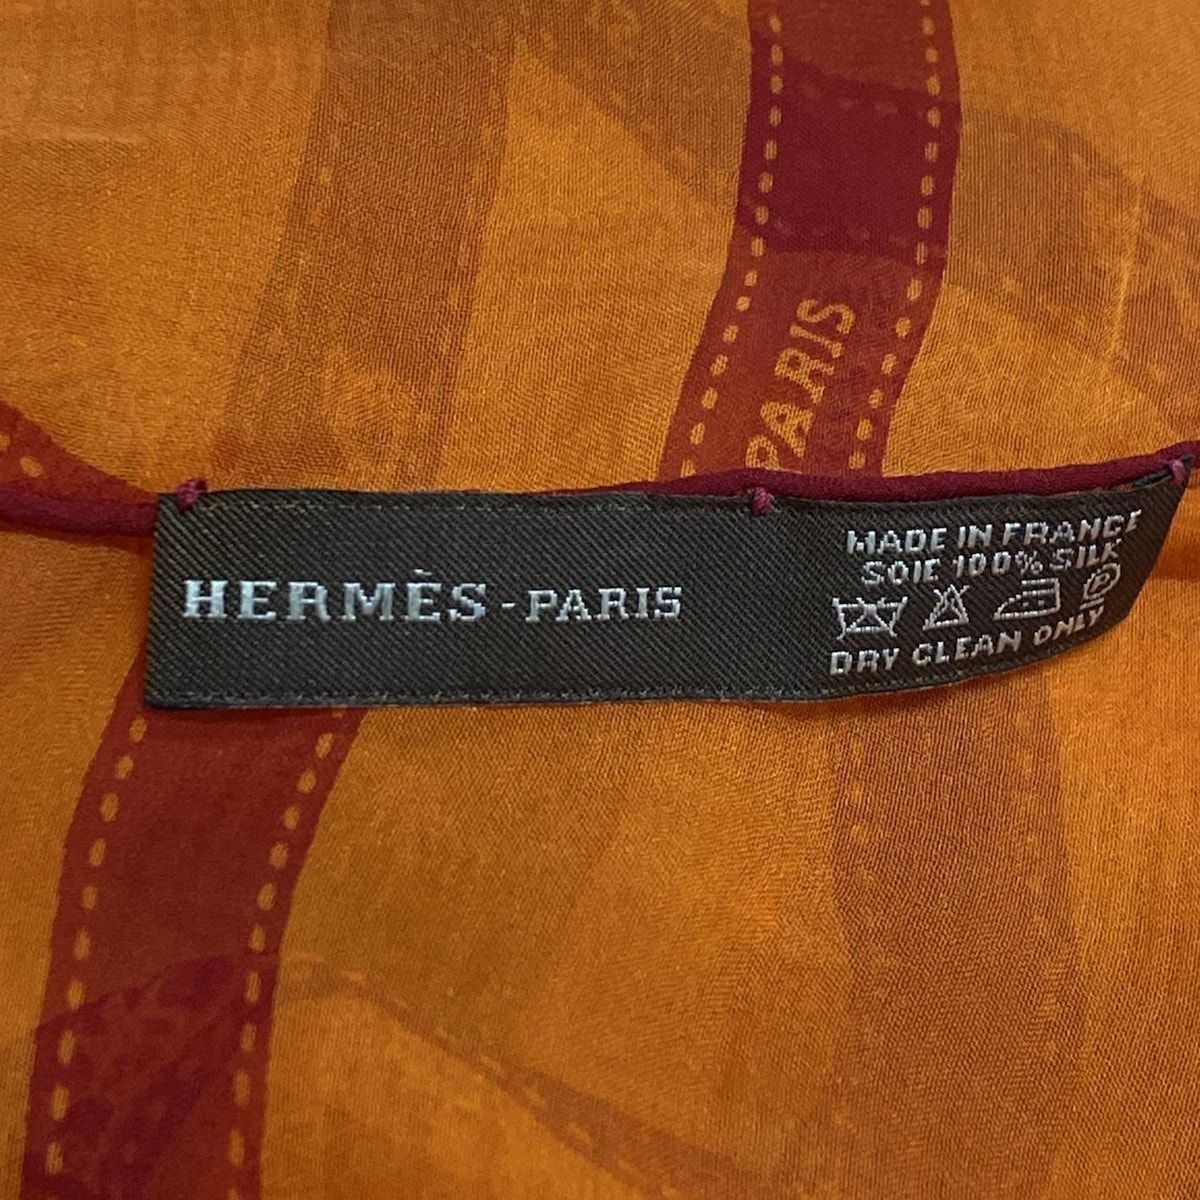 PARIS
HERMÈS - PARIS
MADE IN FRANCE
SOIE 100% SILK
P
DRY CLEAN ONLY